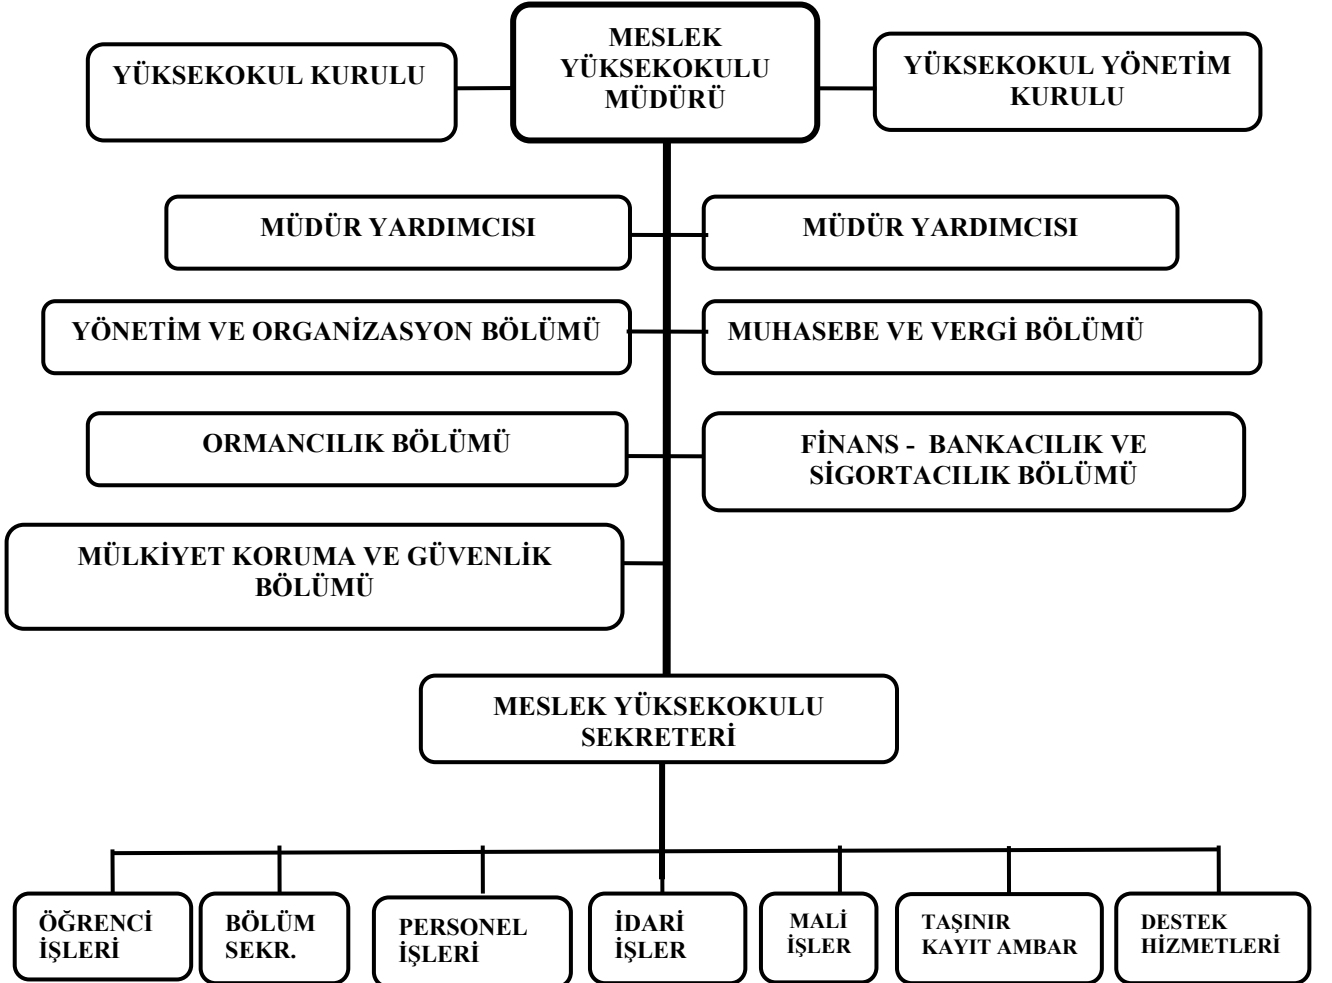 MESLEK
YÜKSEKOKULU
MÜDÜRÜ
YÜKSEKOKUL KURULU
YÜKSEKOKUL YÖNETİM
KURULU
MÜDÜR YARDIMCISI
MÜDÜR YARDIMCISI
YÖNETİM VE ORGANİZASYON BÖLÜMÜ
MUHASEBE VE VERGİ BÖLÜMÜ
ORMANCILIK BÖLÜMÜ
FİNANS - BANKACILIK VE
SİGORTACILIK BÖLÜMÜ
MÜLKİYET KORUMA VE GÜVENLİK
BÖLÜMÜ
MESLEK YÜKSEKOKULU
SEKRETERİ
ÖĞRENCİ
İŞLERİ
BÖLÜM
SEKR.
PERSONEL
İŞLERİ
İDARİ
İŞLER
MALİ
İŞLER
TAŞINIR
KAYIT AMBAR
DESTEK
HİZMETLERİ